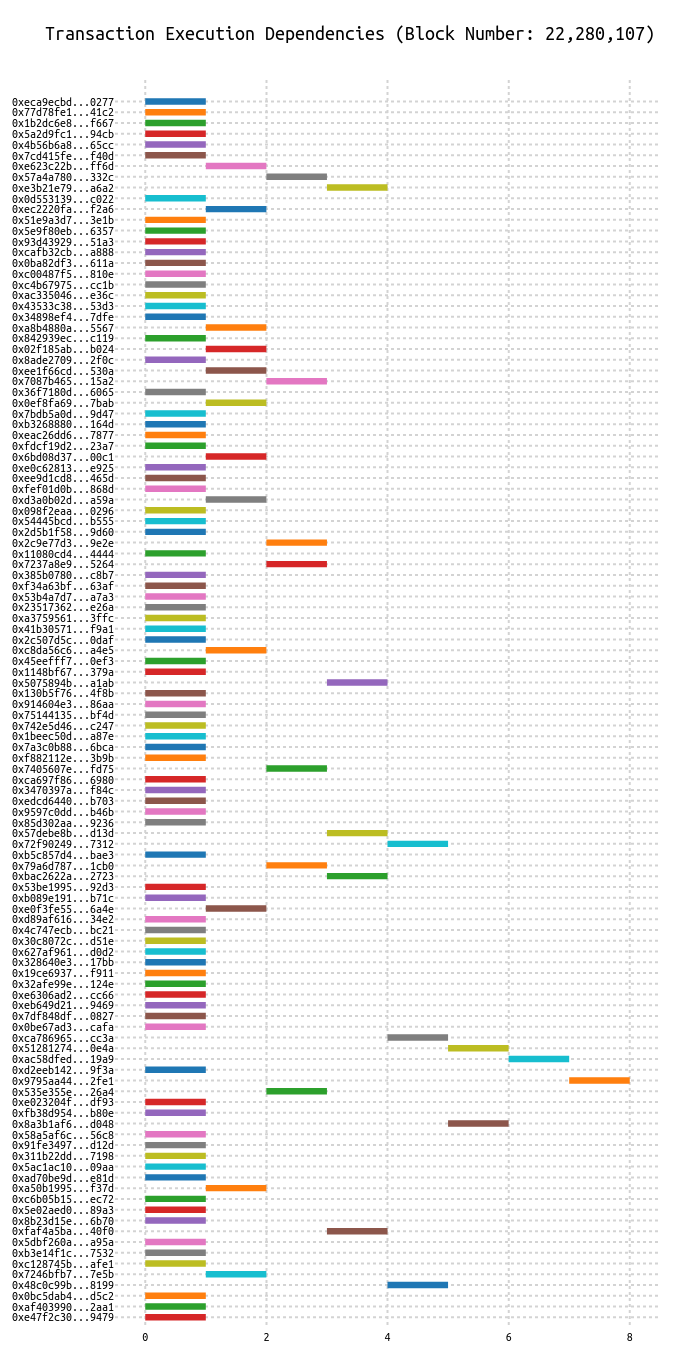 Transaction Execution Dependencies (Block Number: 22,280,107)
0xeca9ecbd...0277
0x77d78fe1...41c2
0x1b2dc6e8...f667
0x5a2d9fc1...94cb
0x4b56b6a8...65cc
0x7cd415fe...f40d
0xe623c22b...ff6d
0x57a4a780...332c
0xe3b21e79...a6a2
0x0d553139...c022
0xec2220fa...f2a6
0x51e9a3d7...3e1b
0x5e9f80eb...6357
0x93d43929...51a3
0xcafb32cb...a888
0x0ba82df3...611a
0xc00487f5...810e
0xc4b67975...cc1b
0xac335046...e36c
0x43533c38...53d3
0x34898ef4...7dfe
0xa8b4880a...5567
0x842939ec...c119
0x02f185ab...b024
0x8ade2709...2f0c
0xee1f66cd...530a
0x7087b465...15a2
0x36f7180d...6065
0x0ef8fa69...7bab
0x7bdb5a0d...9d47
0xb3268880...164d
0xeac26dd6...7877
0xfdcf19d2...23a7
0x6bd08d37...00c1
0xe0c62813...e925
0xee9d1cd8...465d
0xfef01d0b...868d
0xd3a0b02d...a59a
0x098f2eaa...0296
0x54445bcd...b555
0x2d5b1f58...9d60
0x2c9e77d3...9e2e
0x11080cd4...4444
0x7237a8e9...5264
0x385b0780...c8b7
0xf34a63bf...63af
0x53b4a7d7...a7a3
0x23517362...e26a
0xa3759561...3ffc
0x41b30571...f9a1
0x2c507d5c...0daf
0xc8da56c6...a4e5
0x45eefff7...0ef3
0x1148bf67...379a
0x5075894b...a1ab
0x130b5f76...4f8b
0x914604e3...86aa
0x75144135...bf4d
0x742e5d46...c247
0x1beec50d...a87e
0x7a3c0b88...6bca
0xf882112e...3b9b
0x7405607e...fd75
0xca697f86...6980
0x3470397a...f84c
0xedcd6440...b703
0x9597c0dd...b46b
0x85d302aa...9236
0x57debe8b...d13d
0x72f90249...7312
0xb5c857d4...bae3
0x79a6d787...1cb0
0xbac2622a...2723
0x53be1995...92d3
0xb089e191...b71c
0xe0f3fe55...6a4e
0xd89af616...34e2
0x4c747ecb...bc21
0x30c8072c...d51e
0x627af961...d0d2
0x328640e3...17bb
0x19ce6937...f911
0x32afe99e...124e
0xe6306ad2...cc66
0xeb649d21...9469
0x7df848df...0827
0x0be67ad3...cafa
0xca786965...cc3a
0x51281274...0e4a
0xac58dfed...19a9
0xd2eeb142...9f3a
0x9795aa44...2fe1
0x535e355e...26a4
0xe023204f...df93
0xfb38d954...b80e
0x8a3b1af6...d048
0x58a5af6c...56c8
0x91fe3497...d12d
0x311b22dd...7198
0x5ac1ac10...09aa
0xad70be9d...e81d
0xa50b1995...f37d
0xc6b05b15...ec72
0x5e02aed0...89a3
0x8b23d15e...6b70
0xfaf4a5ba...40f0
0x5dbf260a...a95a
0xb3e14f1c...7532
0xc128745b...afe1
0x7246bfb7...7e5b
0x48c0c99b...8199
0x0bc5dab4...d5c2
0xaf403990...2aa1
0xe47f2c30...9479
0 2 4 6 8